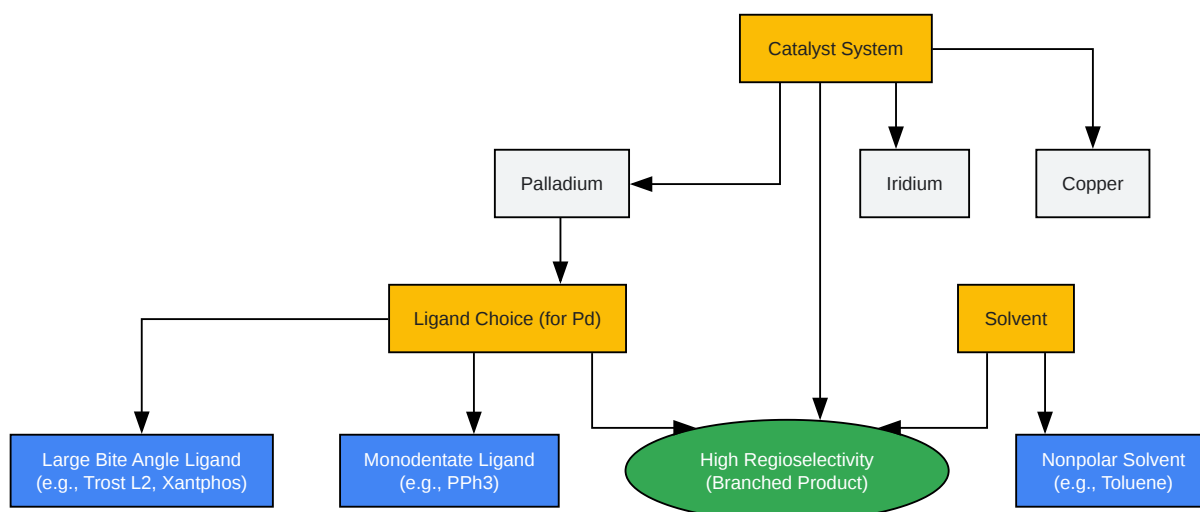 Catalyst System
Palladium
Iridium
Copper
Ligand Choice (for Pd)
Solvent
Large Bite Angle Ligand
(e.g., Trost L2, Xantphos)
Monodentate Ligand
(e.g., PPh3)
High Regioselectivity
(Branched Product)
Nonpolar Solvent
(e.g., Toluene)